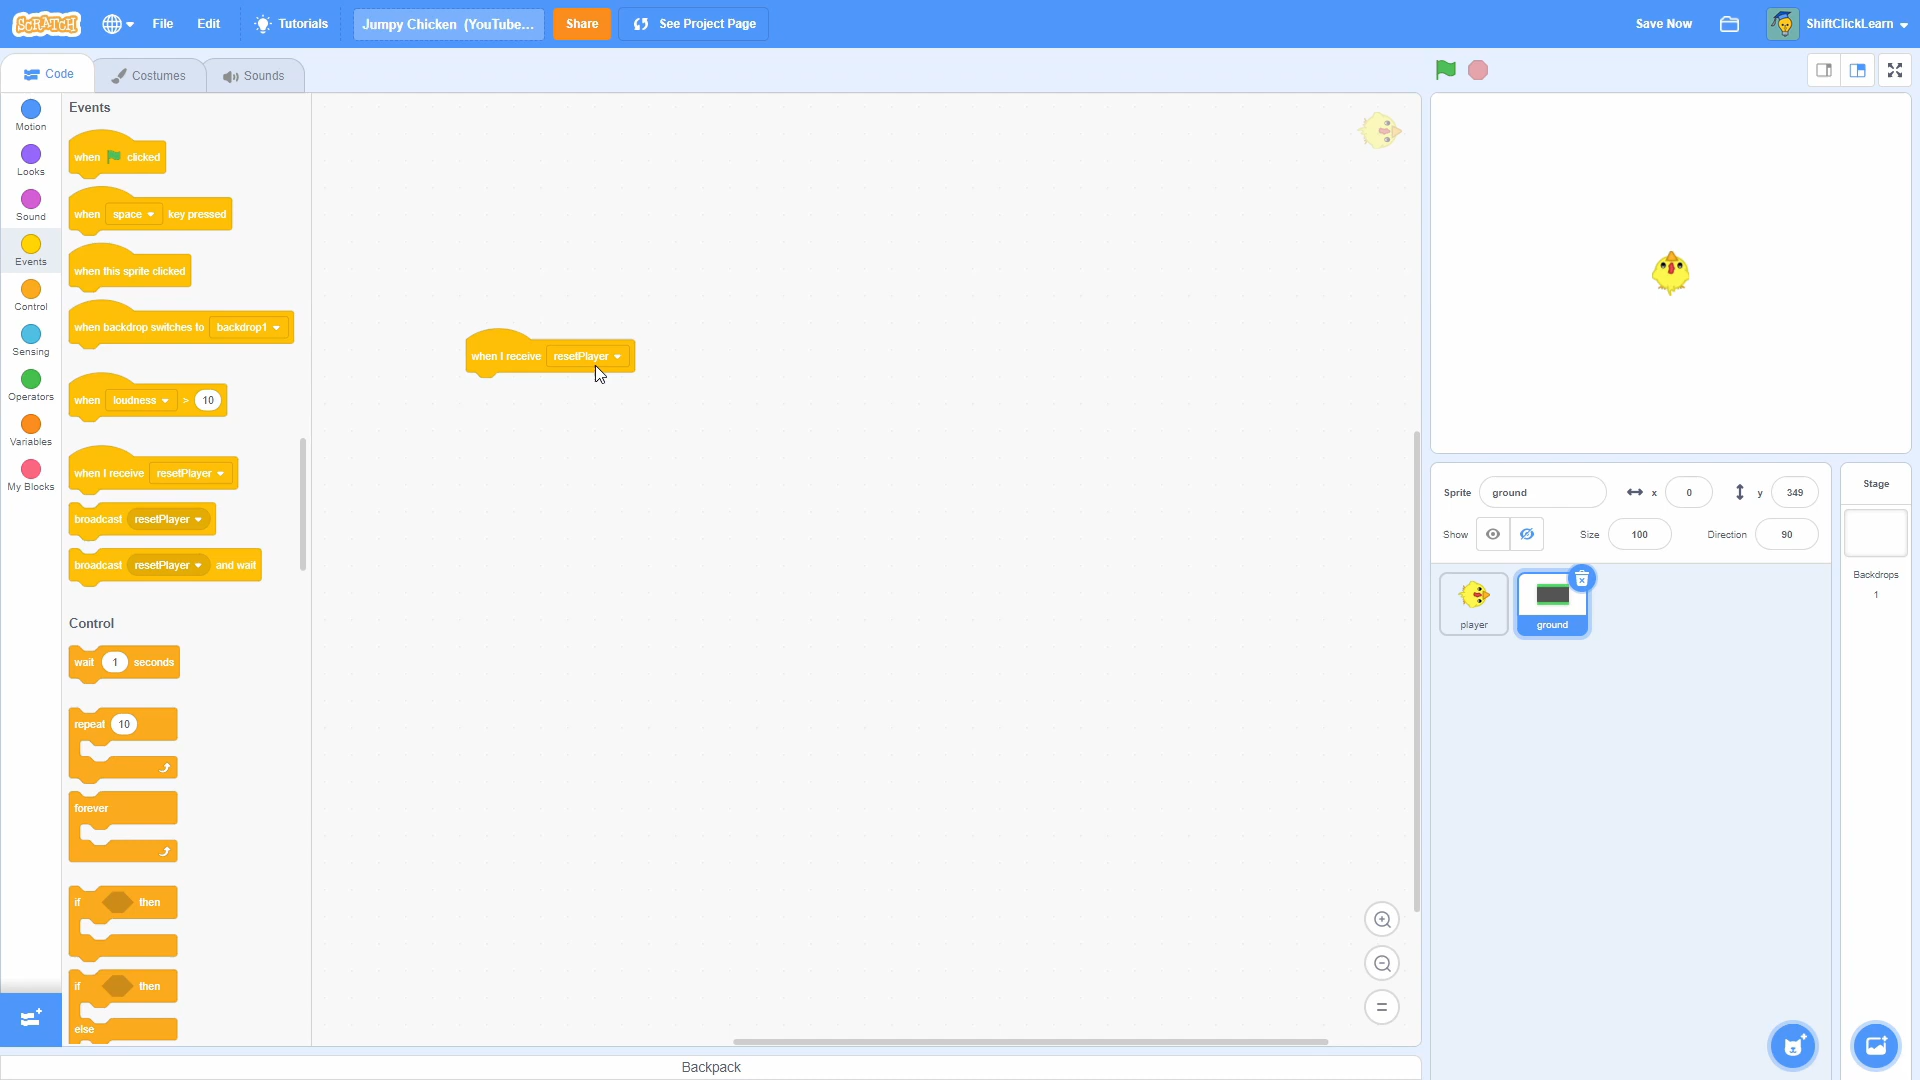 SCRATCH File Edit Tutorials Jumpy Chicken (YouTube... Share See Project Page Save Now ShiftClickLearn
Code Costumes Sounds
Motion
Looks
Sound
Events
Control
Sensing
Operators
Variables
My Blocks
Events
when clicked
when space key pressed
when this sprite clicked
when backdrop switches to backdrop1
when loudness > 10
when I receive resetPlayer
broadcast resetPlayer
broadcast resetPlayer and wait
Control
wait 1 seconds
repeat 10
forever
if then
if then
else
when I receive resetPlayer
Sprite ground x 0 y 349
Show Size 100 Direction 90
player
ground
Stage
Backdrops
1
Backpack